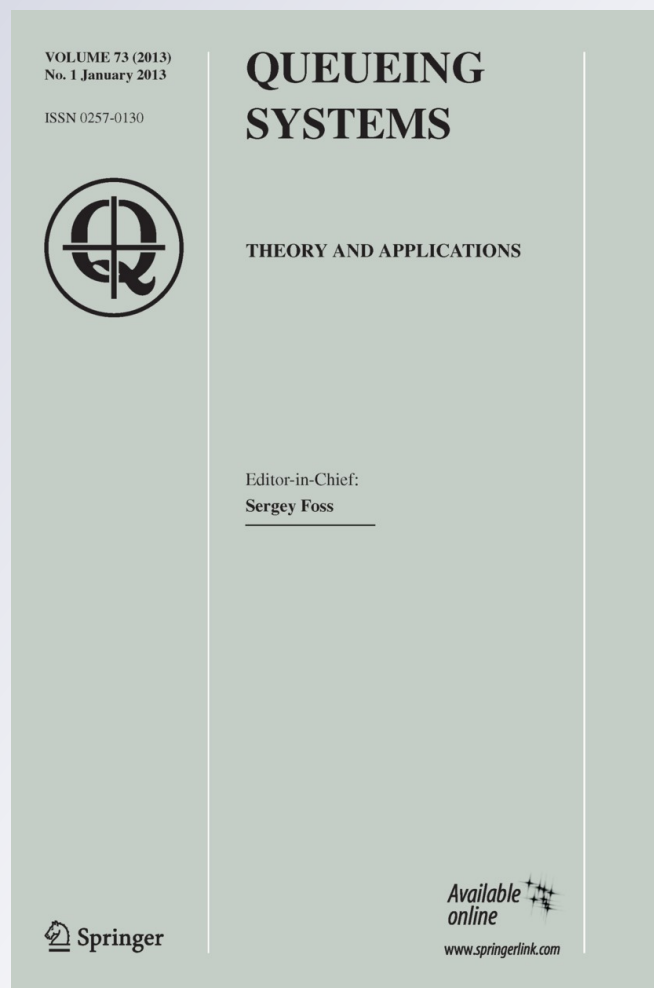 VOLUME 73 (2013)
No. 1 January 2013
ISSN 0257-0130
Q
QUEUEING
SYSTEMS
THEORY AND APPLICATIONS
Editor-in-Chief:
Sergey Foss
Springer
Available
online
www.springerlink.com